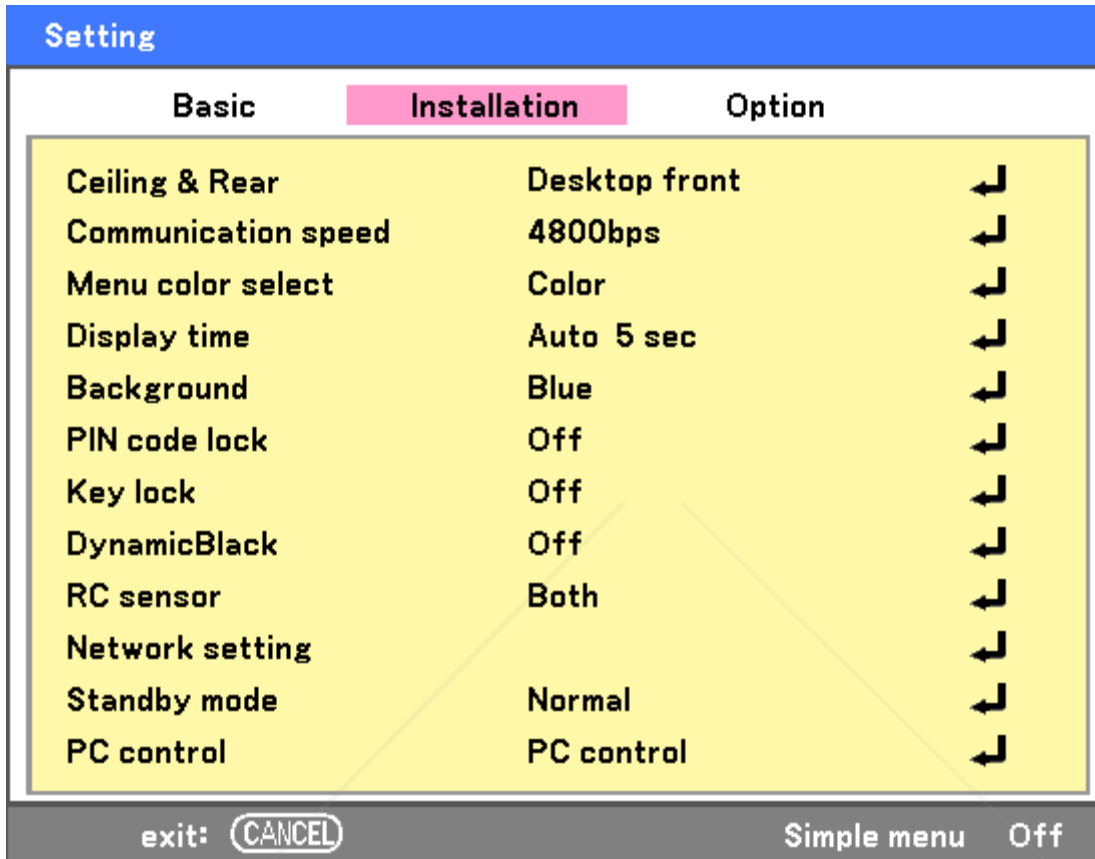 Setting
Basic Installation Option
Ceiling & Rear Desktop front
Communication speed 4800bps
Menu color select Color
Display time Auto 5 sec
Background Blue
PIN code lock Off
Key lock Off
DynamicBlack Off
RC sensor Both
Network setting
Standby mode Normal
PC control PC control
exit: CANCEL Simple menu Off